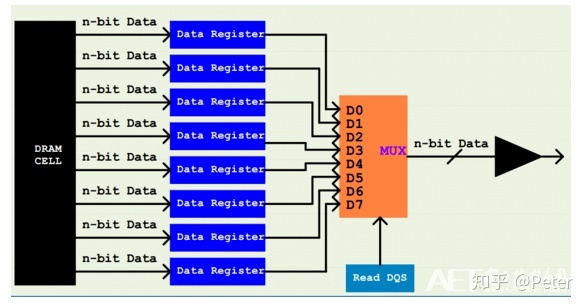 n-bit Data
Data Register
n-bit Data
Data Register
n-bit Data
Data Register
n-bit Data
Data Register
n-bit Data
Data Register
n-bit Data
Data Register
n-bit Data
Data Register
n-bit Data
Data Register
DRAM
CELL
D0
D1
D2
D3
D4
D5
D6
D7
MUX
n-bit Data
Read DQS
知乎 @Peter